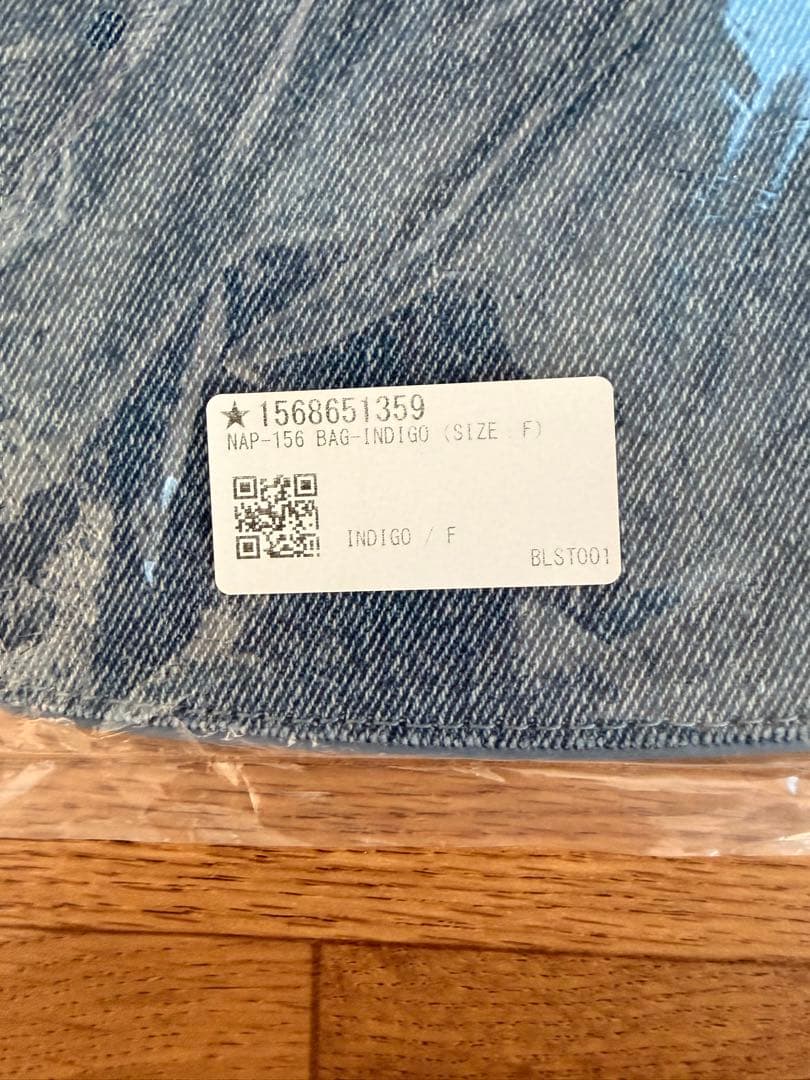 ★1568651359
NAP-156 BAG-INDIGO (SIZE F)
INDIGO / F
BLST001